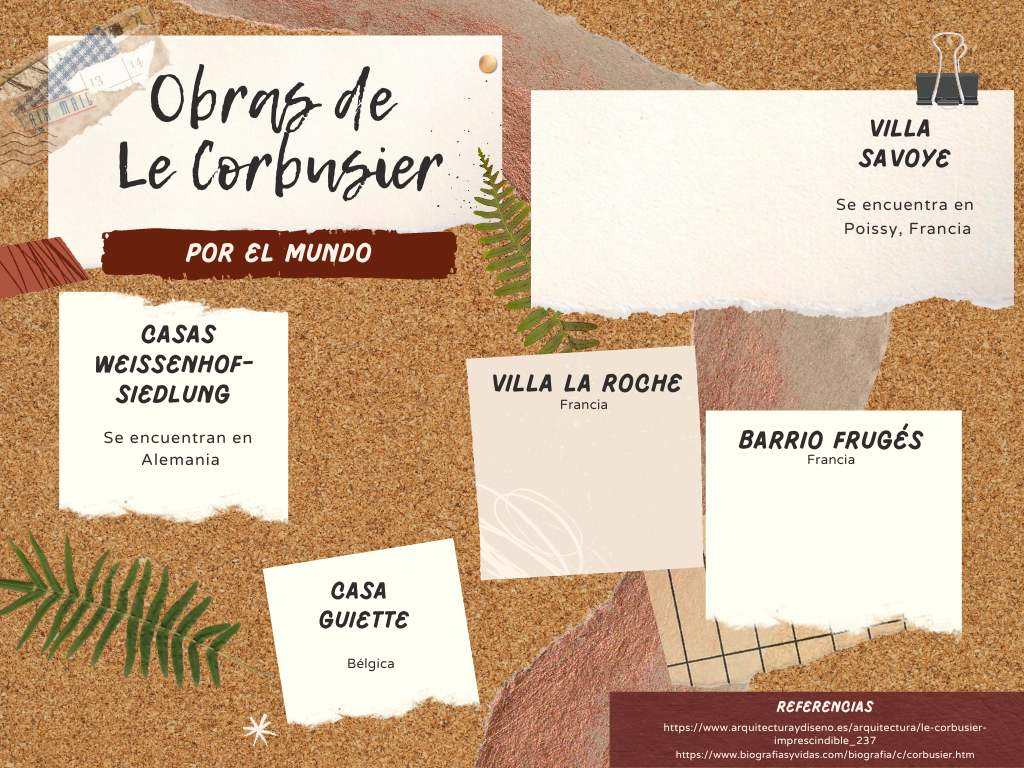 Obras de
Le Corbusier
POR EL MUNDO
13
14
AIR MAIL
VILLA
SAVOYE
Se encuentra en
Poissy, Francia
CASAS
WEISSENHOF-
SIEDLUNG
Se encuentran en
Alemania
VILLA LA ROCHE
Francia
BARRIO FRUGÉS
Francia
CASA
GUIETTE
Bélgica
REFERENCIAS
https://www.arquitecturaydiseno.es/arquitectura/le-corbusier-
imprescindible_237
https://www.biografiasyvidas.com/biografia/c/corbusier.htm